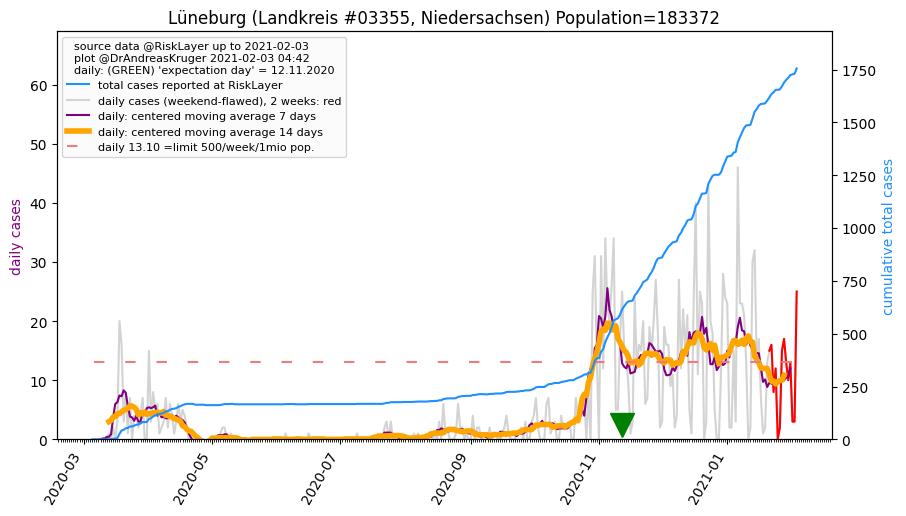 Lüneburg (Landkreis #03355, Niedersachsen) Population=183372
source data @RiskLayer up to 2021-02-03
plot @DrAndreasKruger 2021-02-03 04:42
daily: (GREEN) 'expectation day' = 12.11.2020
total cases reported at RiskLayer
daily cases (weekend-flawed), 2 weeks: red
daily: centered moving average 7 days
daily: centered moving average 14 days
daily 13.10 =limit 500/week/1mio pop.
daily cases
60
50
40
30
20
10
0
cumulative total cases
1750
1500
1250
1000
750
500
250
0
2020-03
2020-05
2020-07
2020-09
2020-11
2021-01